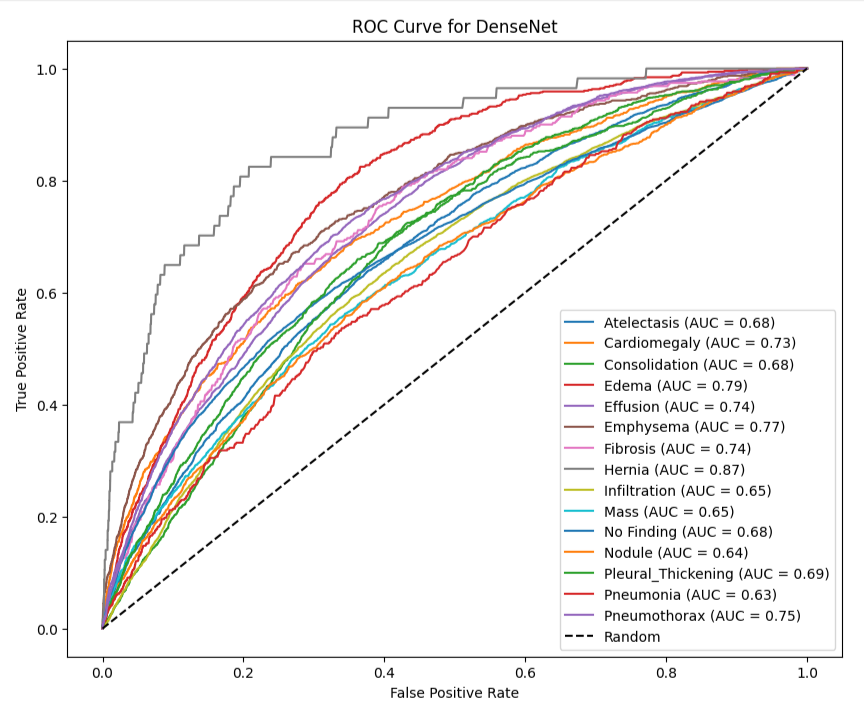 ROC Curve for DenseNet
True Positive Rate
1.0
0.8
0.6
0.4
0.2
0.0
Atelectasis (AUC = 0.68)
Cardiomegaly (AUC = 0.73)
Consolidation (AUC = 0.68)
Edema (AUC = 0.79)
Effusion (AUC = 0.74)
Emphysema (AUC = 0.77)
Fibrosis (AUC = 0.74)
Hernia (AUC = 0.87)
Infiltration (AUC = 0.65)
Mass (AUC = 0.65)
No Finding (AUC = 0.68)
Nodule (AUC = 0.64)
Pleural_Thickening (AUC = 0.69)
Pneumonia (AUC = 0.63)
Pneumothorax (AUC = 0.75)
Random
0.0 0.2 0.4 0.6 0.8 1.0
False Positive Rate